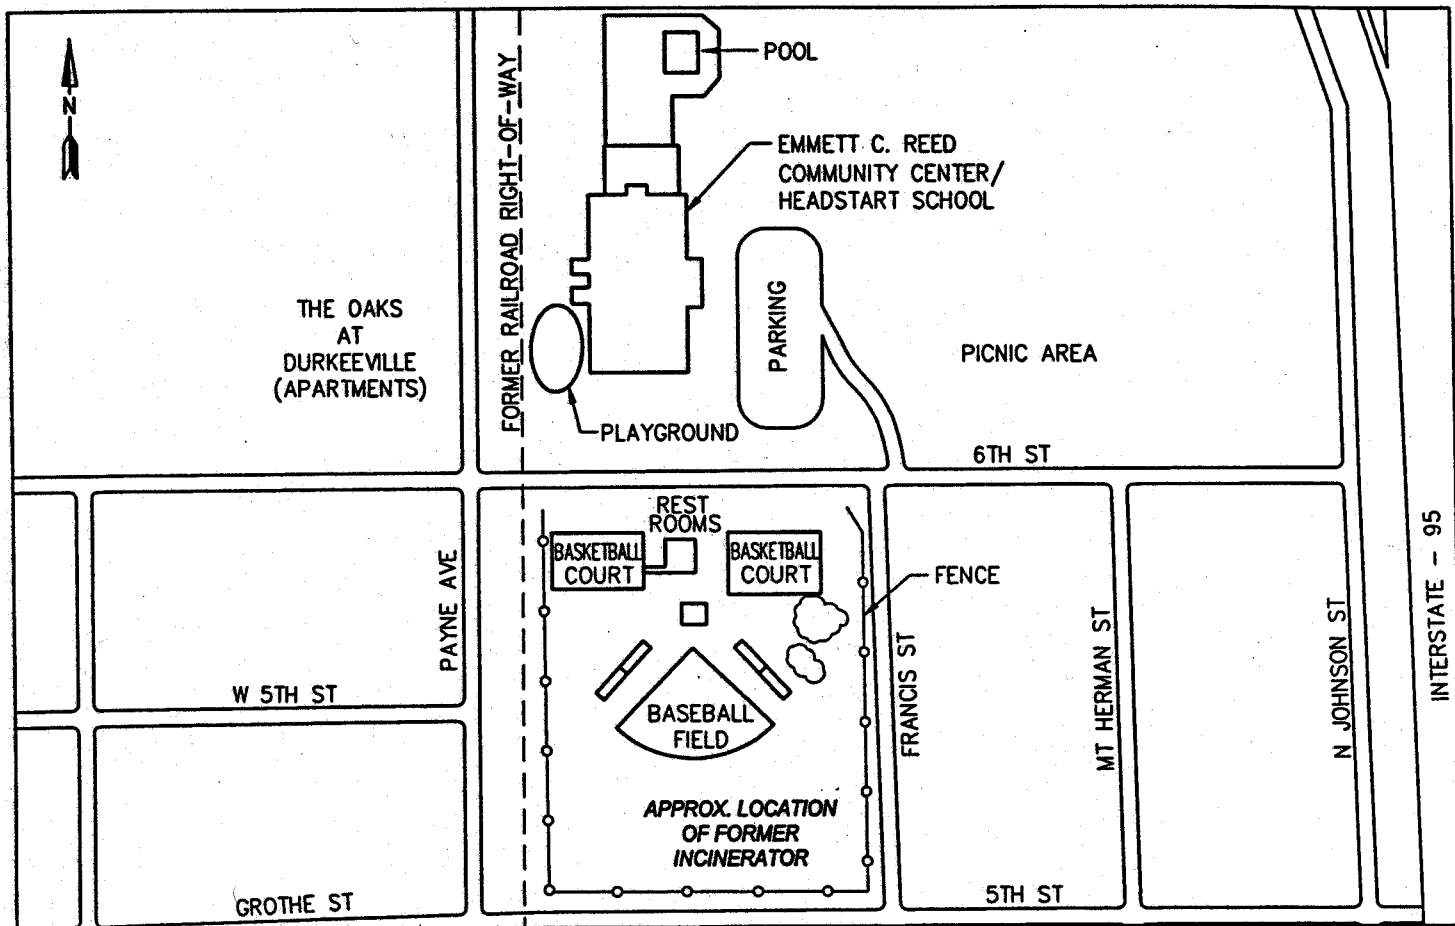 N
FORMER RAILROAD RIGHT-OF-WAY
POOL
EMMETT C. REED
COMMUNITY CENTER/
HEADSTART SCHOOL
THE OAKS
AT
DURKEEVILLE
(APARTMENTS)
PARKING
PICNIC AREA
PLAYGROUND
6TH ST
REST
ROOMS
BASKETBALL
COURT
BASKETBALL
COURT
FENCE
PAYNE AVE
W 5TH ST
BASEBALL
FIELD
FRANCIS ST
MT HERMAN ST
N JOHNSON ST
INTERSTATE - 95
APPROX. LOCATION
OF FORMER
INCINERATOR
GROTHE ST
5TH ST